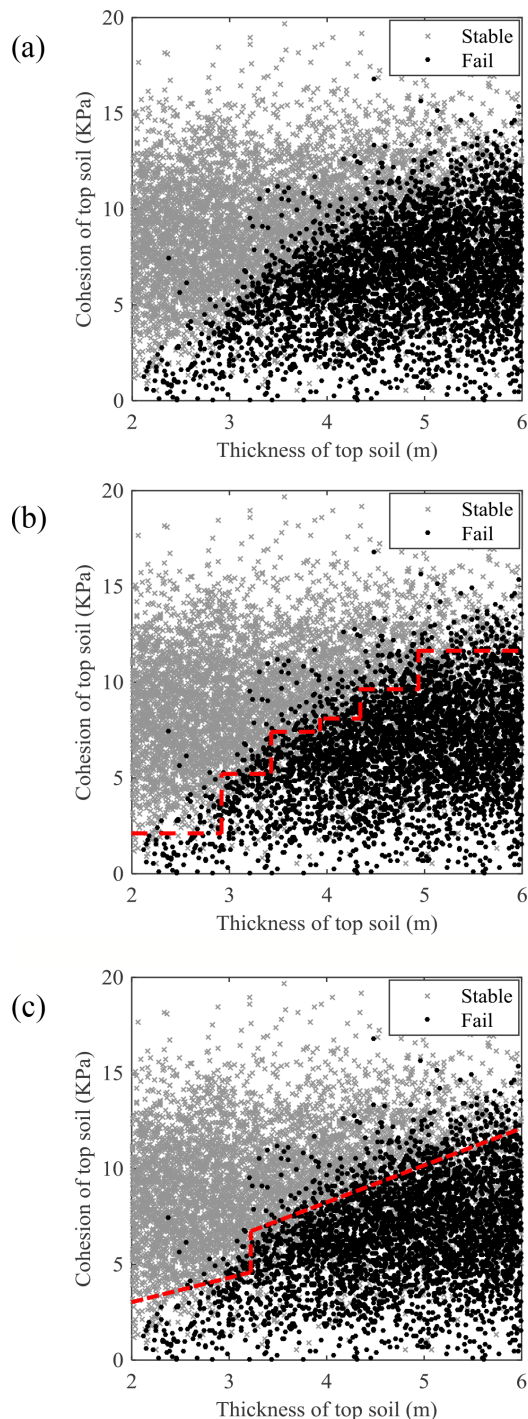 (a)
20
15
10
5
0
Cohesion of top soil (KPa)
Stable
Fail
2 3 4 5 6
Thickness of top soil (m)
(b)
20
15
10
5
0
Cohesion of top soil (KPa)
Stable
Fail
2 3 4 5 6
Thickness of top soil (m)
(c)
20
15
10
5
0
Cohesion of top soil (KPa)
Stable
Fail
2 3 4 5 6
Thickness of top soil (m)